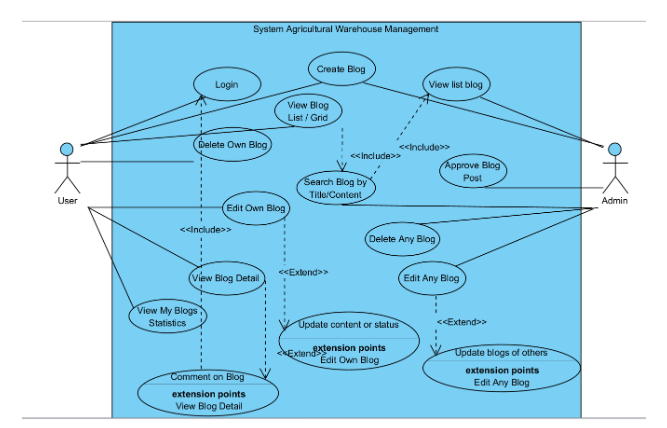 System Agricultural Warehouse Management
Create Blog
Login
View list blog
View Blog
List / Grid
Delete Own Blog
<<Include>>
<<Include>>
Approve Blog
Post
Search Blog by
Title/Content
User
Admin
Edit Own Blog
<<Include>>
Delete Any Blog
<<Extend>>
View Blog Detail
Edit Any Blog
View My Blogs
Statistics
<<Extend>>
Update content or status
extension points
Edit Own Blog
<<Extend>>
Update blogs of others
extension points
Edit Any Blog
Comment on Blog
extension points
View Blog Detail